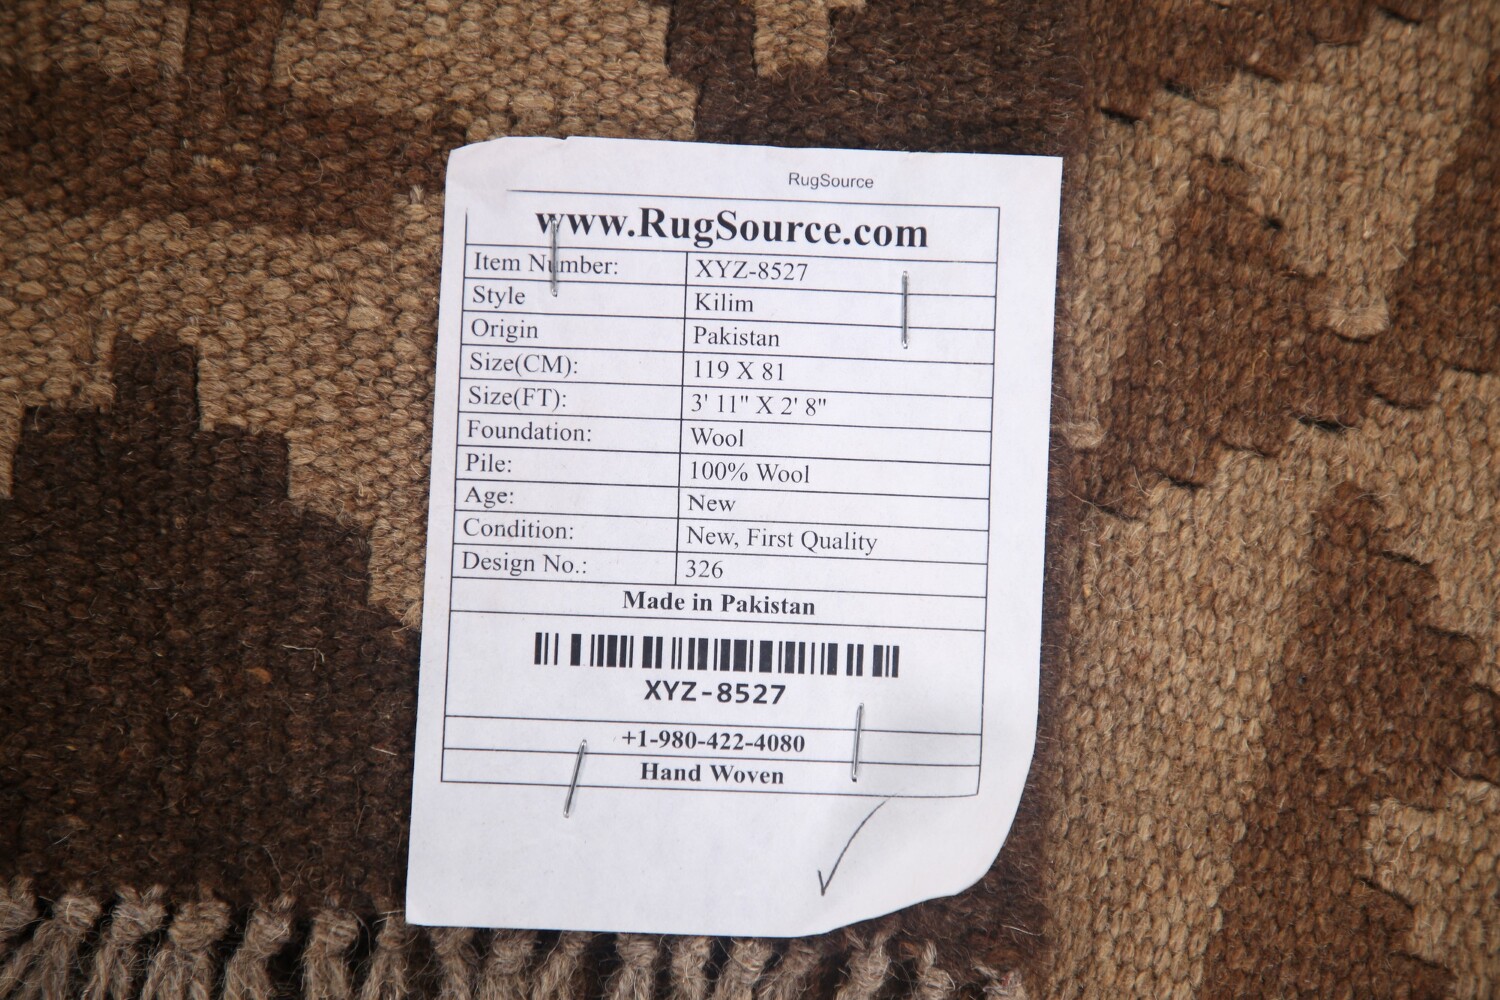 RugSource
www.RugSource.com
Item Number: XYZ-8527
Style Kilim
Origin Pakistan
Size(CM): 119 X 81
Size(FT): 3' 11" X 2' 8"
Foundation: Wool
Pile: 100% Wool
Age: New
Condition: New, First Quality
Design No.: 326
Made in Pakistan
XYZ-8527
+1-980-422-4080
Hand Woven